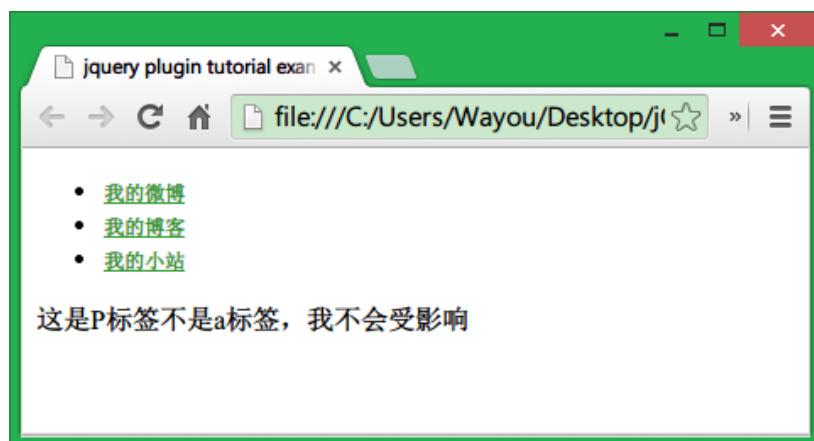 jquery plugin tutorial exan
file:///C:/Users/Wayou/Desktop/j(
我的微博
我的博客
我的小站
这是P标签不是a标签，我不会受影响